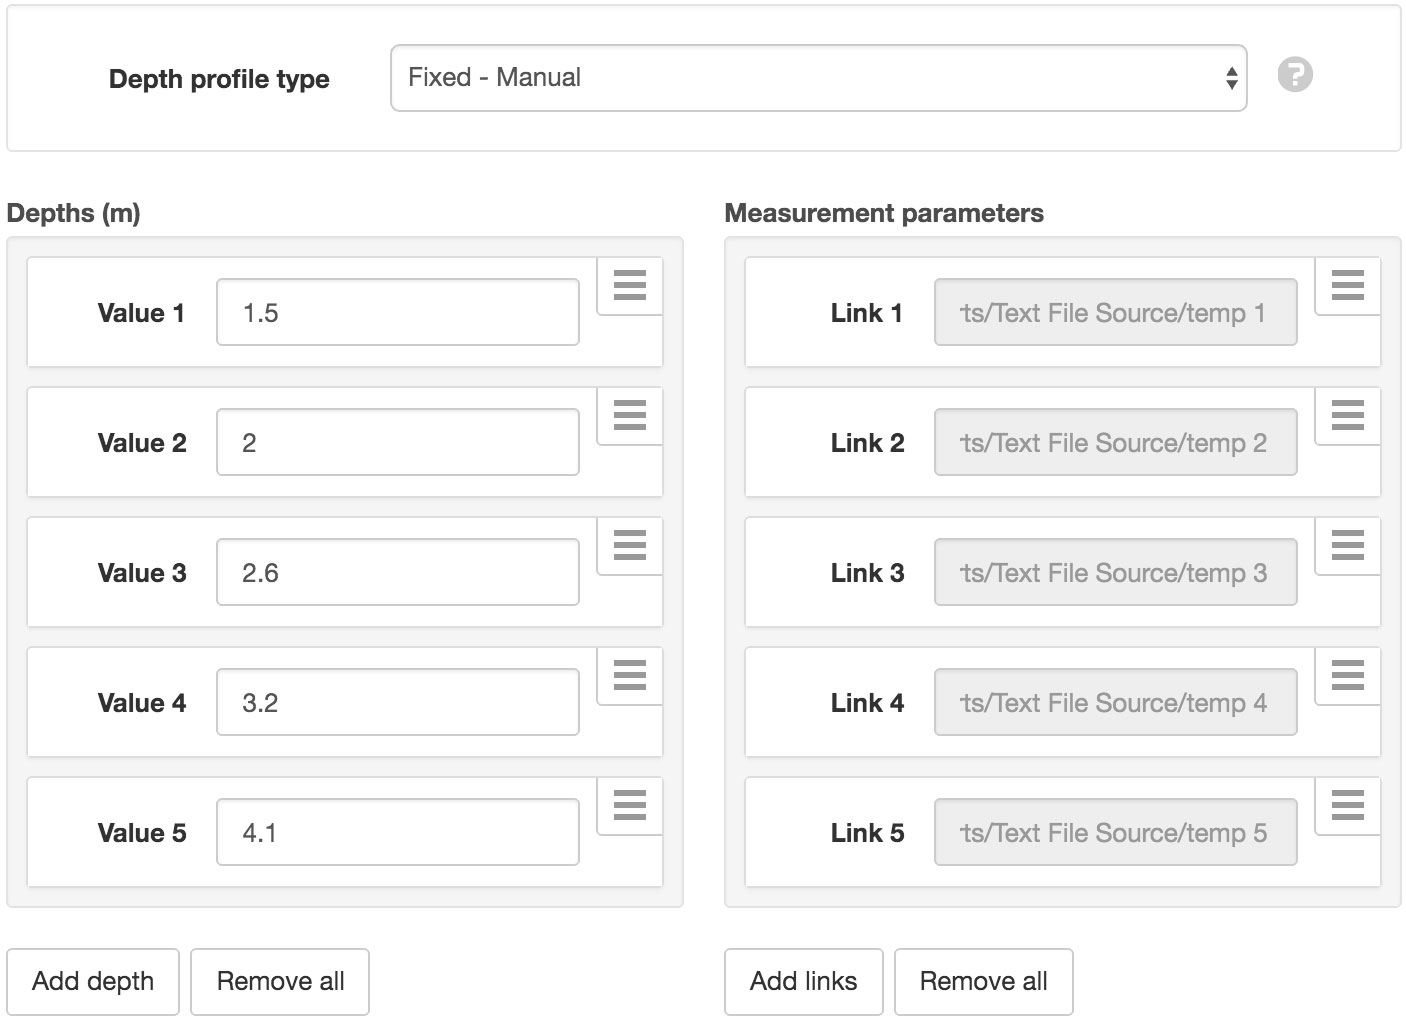 Depth profile type
Fixed - Manual
?
Depths (m)
Value 1
1.5
Value 2
2
Value 3
2.6
Value 4
3.2
Value 5
4.1
Add depth
Remove all
Measurement parameters
Link 1
ts/Text File Source/temp 1
Link 2
ts/Text File Source/temp 2
Link 3
ts/Text File Source/temp 3
Link 4
ts/Text File Source/temp 4
Link 5
ts/Text File Source/temp 5
Add links
Remove all